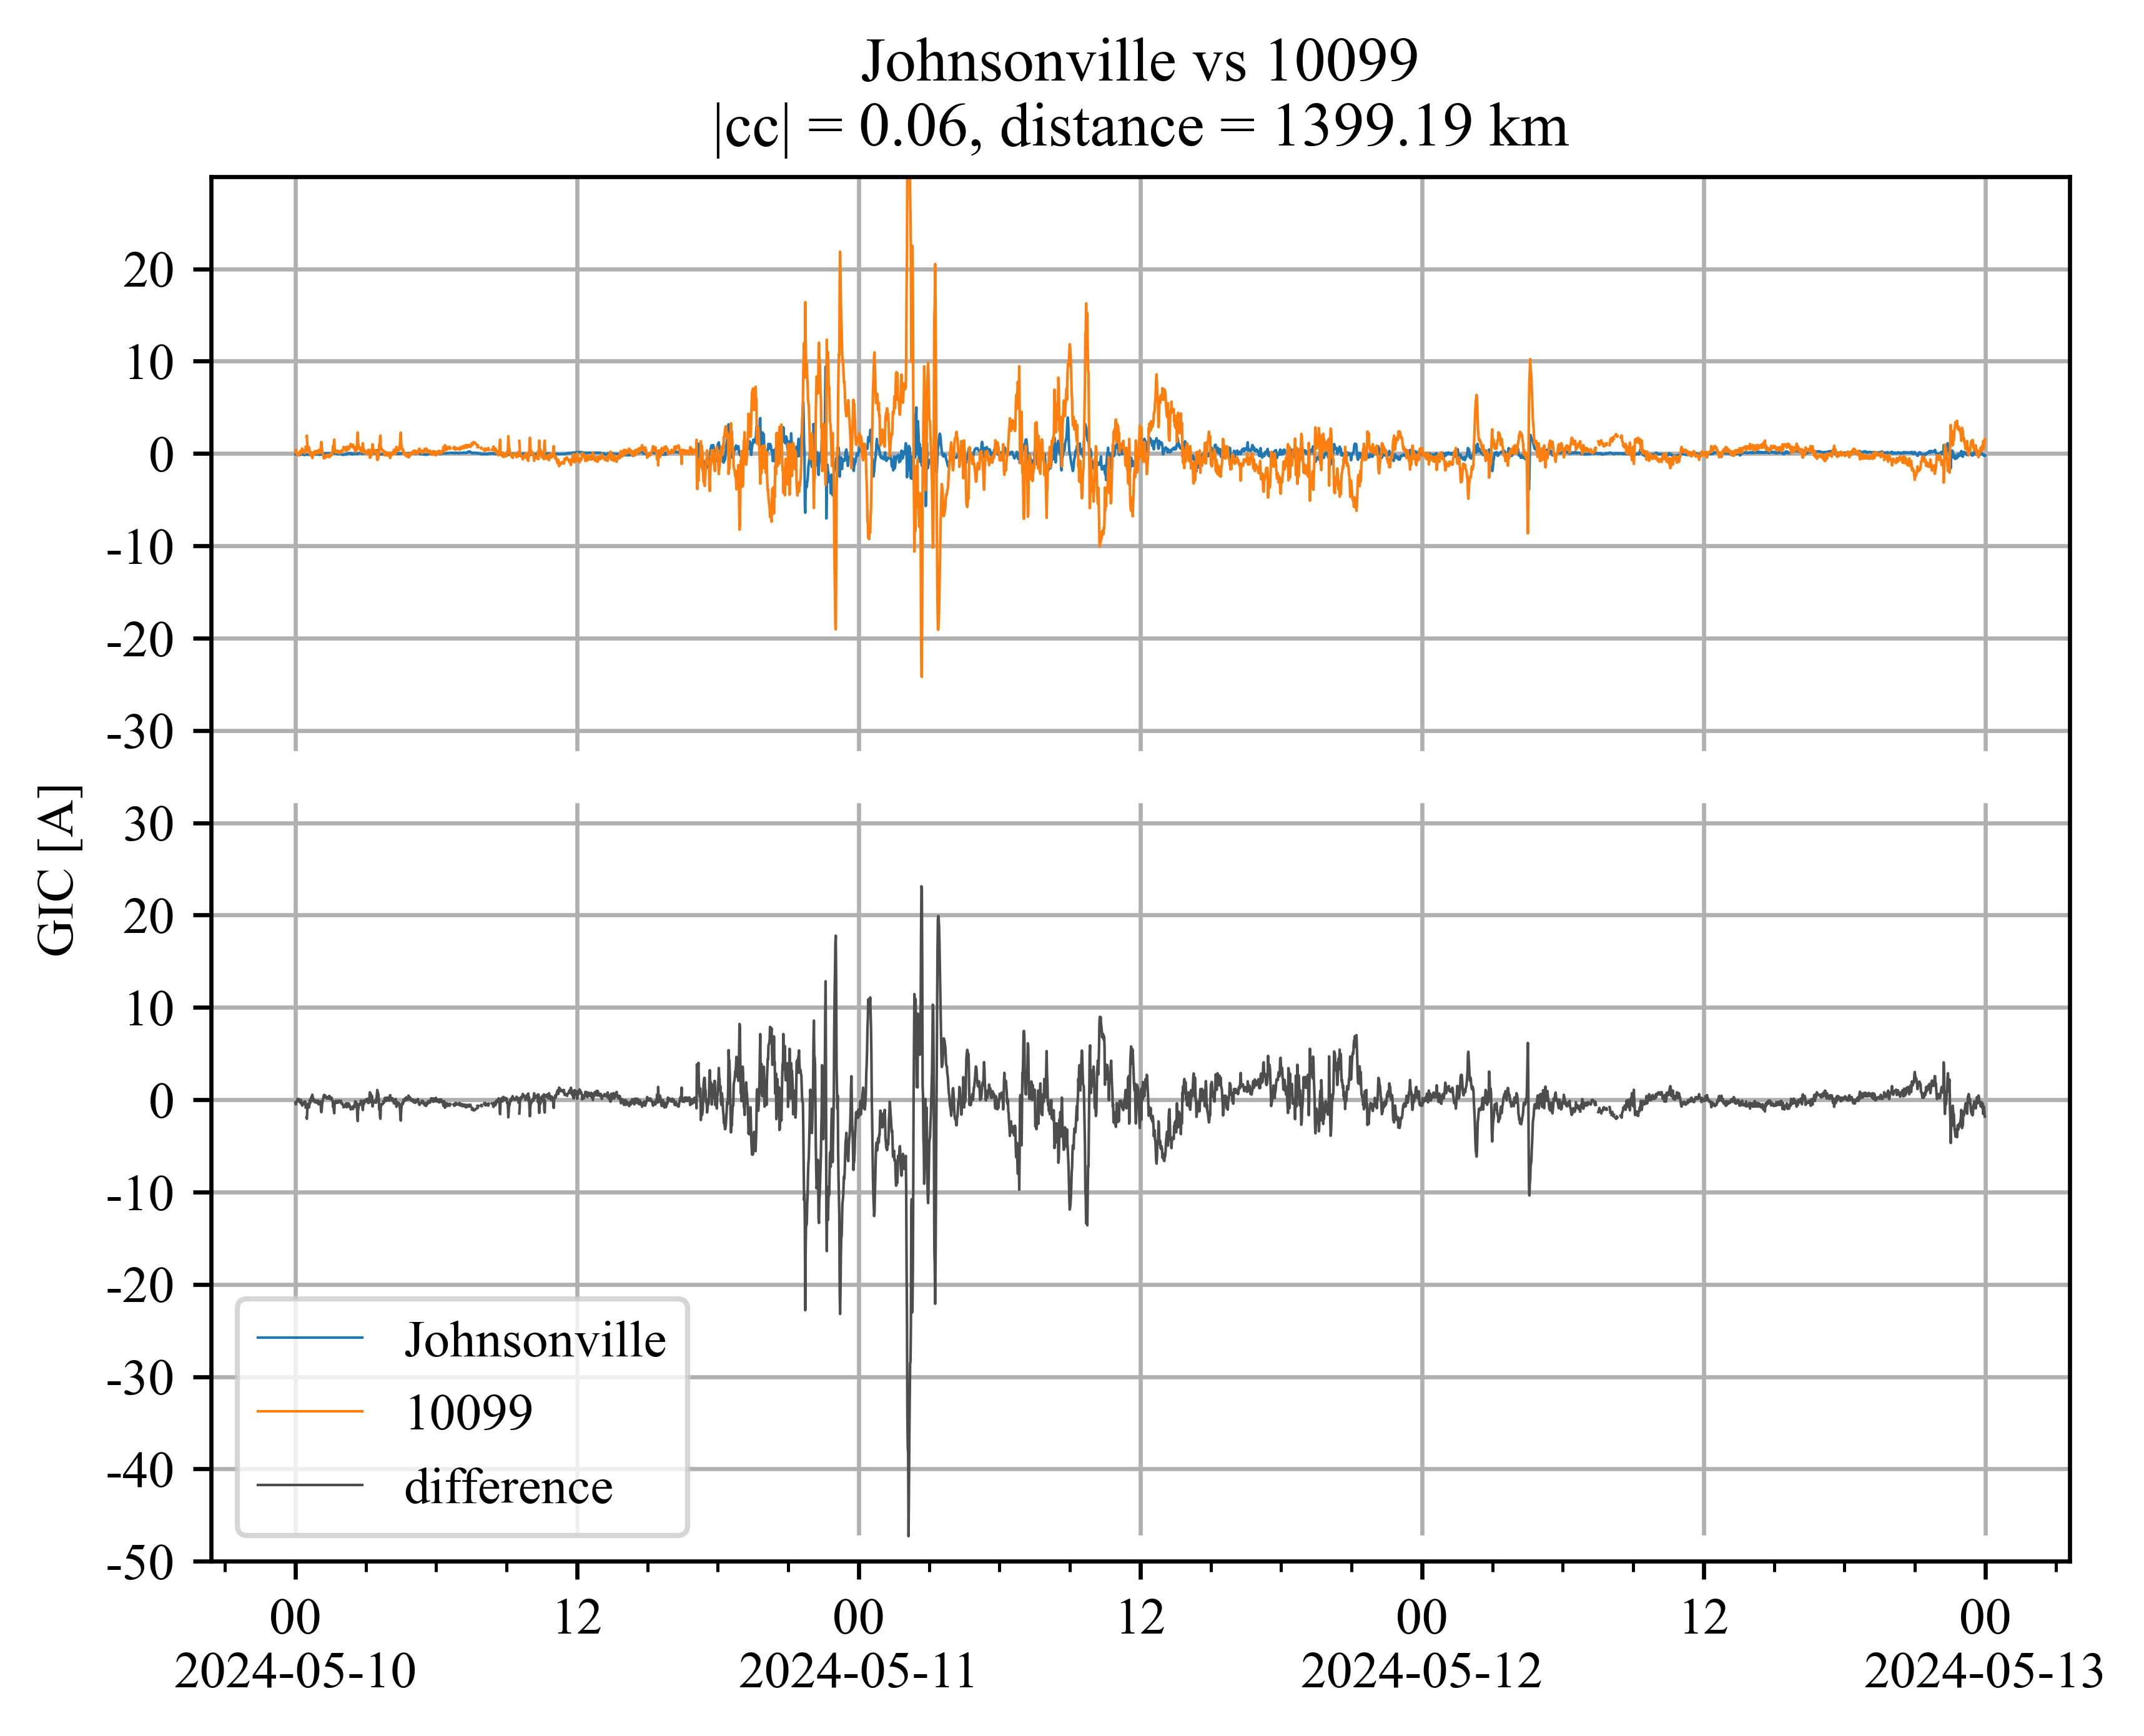 Johnsonville vs 10099
|cc| = 0.06, distance = 1399.19 km
20
10
0
-10
-20
-30
30
20
10
0
-10
-20
-30
-40
-50
GIC [A]
Johnsonville
10099
difference
00 12 00 12 00 12 00
2024-05-10 2024-05-11 2024-05-12 2024-05-13